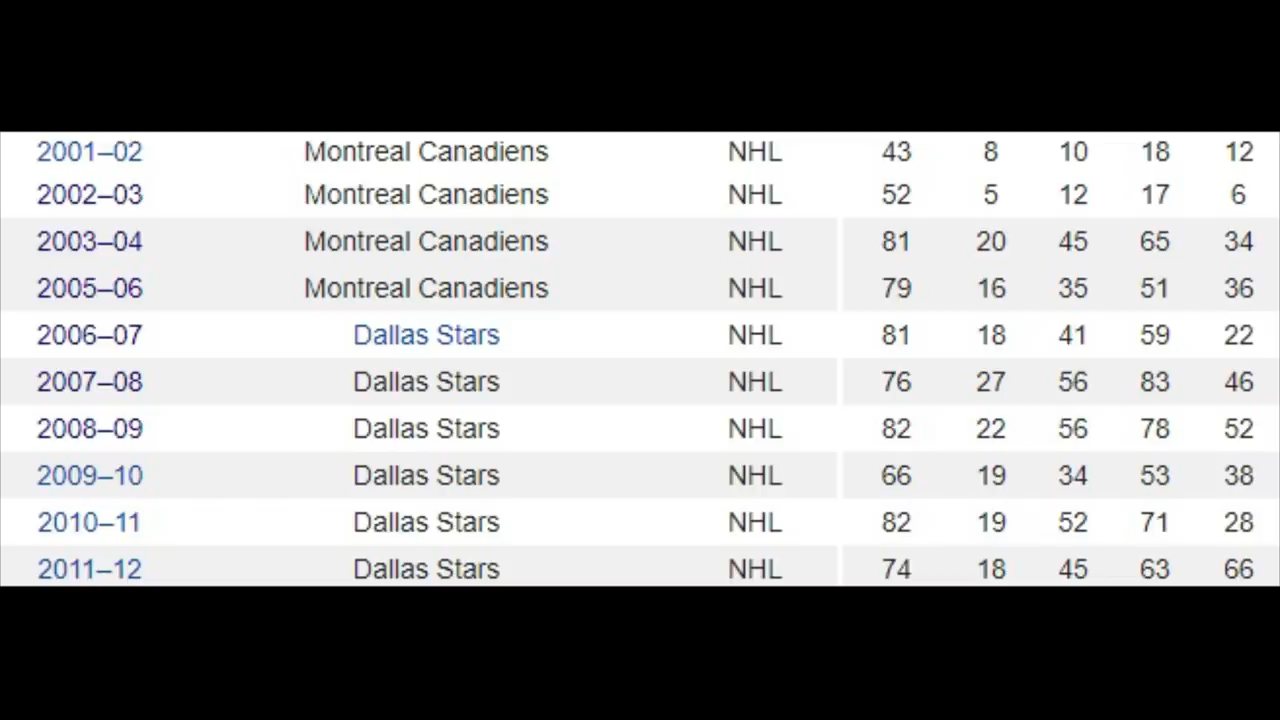 2001–02 Montreal Canadiens NHL 43 8 10 18 12
2002–03 Montreal Canadiens NHL 52 5 12 17 6
2003–04 Montreal Canadiens NHL 81 20 45 65 34
2005–06 Montreal Canadiens NHL 79 16 35 51 36
2006–07 Dallas Stars NHL 81 18 41 59 22
2007–08 Dallas Stars NHL 76 27 56 83 46
2008–09 Dallas Stars NHL 82 22 56 78 52
2009–10 Dallas Stars NHL 66 19 34 53 38
2010–11 Dallas Stars NHL 82 19 52 71 28
2011–12 Dallas Stars NHL 74 18 45 63 66